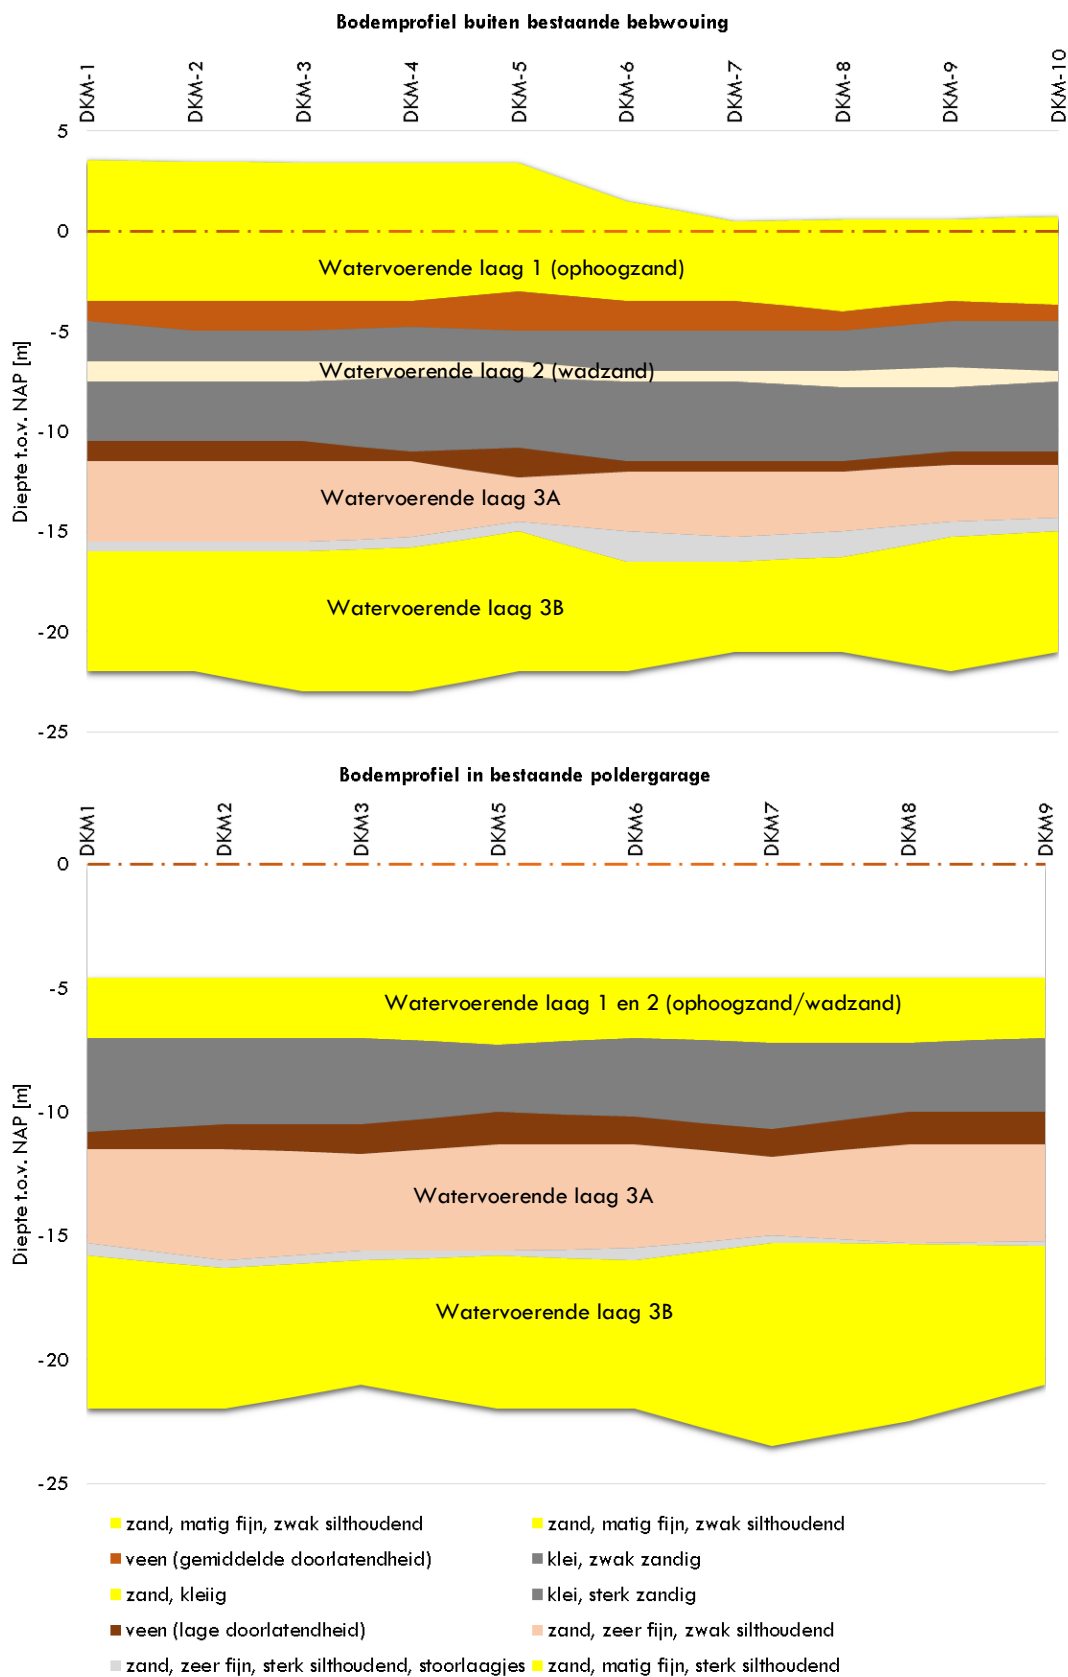 Bodemprofiel buiten bestaande bebwouing
DKM-1
DKM-2
DKM-3
DKM-4
DKM-5
DKM-6
DKM-7
DKM-8
DKM-9
DKM-10
5
0
-5
-10
-15
-20
-25
Diepte t.o.v. NAP [m]
Watervoerende laag 1 (ophoogzand)
Watervoerende laag 2 (wadzand)
Watervoerende laag 3A
Watervoerende laag 3B
Bodemprofiel in bestaande poldergarage
DKM1
DKM2
DKM3
DKM5
DKM6
DKM7
DKM8
DKM9
0
-5
-10
-15
-20
-25
Diepte t.o.v. NAP [m]
Watervoerende laag 1 en 2 (ophoogzand/wadzand)
Watervoerende laag 3A
Watervoerende laag 3B
zand, matig fijn, zwak silthoudend
zand, matig fijn, zwak silthoudend
veen (gemiddelde doorlatendheid)
klei, zwak zandig
zand, kleiig
klei, sterk zandig
veen (lage doorlatendheid)
zand, zeer fijn, zwak silthoudend
zand, zeer fijn, sterk silthoudend, stoorlaagjes
zand, matig fijn, sterk silthoudend